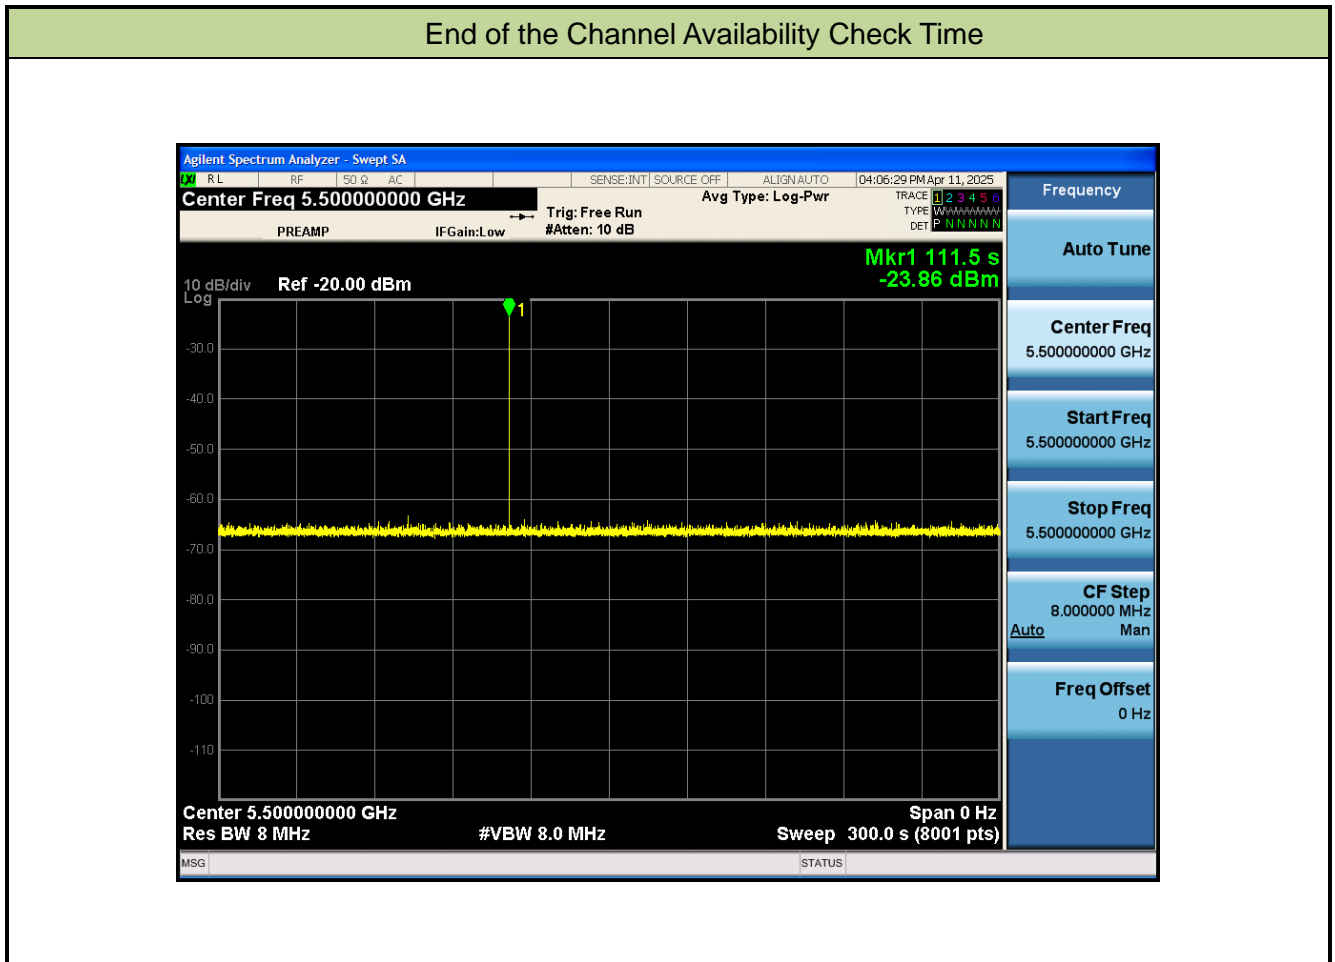 End of the Channel Availability Check Time
Agilent Spectrum Analyzer - Swept SA
LXI RL RF 50 Ω AC SENSE:INT SOURCE OFF ALIGN AUTO 04:06:29 PM Apr 11, 2025
Center Freq 5.500000000 GHz
Avg Type: Log-Pwr
TRACE 1 2 3 4 5 6
Trig: Free Run
TYPE WWWWWW
PREAMP IFGain:Low #Atten: 10 dB
DET P N N N N N
Mkr1 111.5 s
-23.86 dBm
10 dB/div Ref -20.00 dBm
Log
1
-30.0
-40.0
-50.0
-60.0
-70.0
-80.0
-90.0
-100
-110
Center 5.500000000 GHz Span 0 Hz
Res BW 8 MHz #VBW 8.0 MHz Sweep 300.0 s (8001 pts)
MSG STATUS
Frequency
Auto Tune
Center Freq
5.500000000 GHz
Start Freq
5.500000000 GHz
Stop Freq
5.500000000 GHz
CF Step
8.000000 MHz
Auto Man
Freq Offset
0 Hz